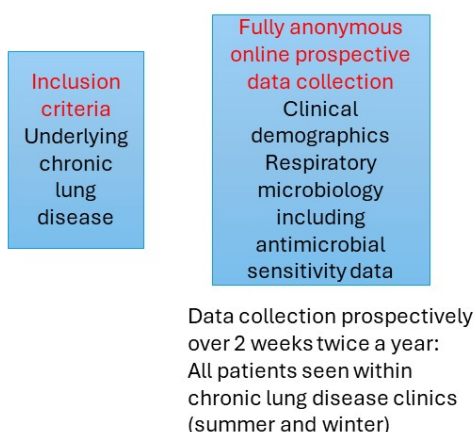 Inclusion
criteria
Underlying
chronic
lung
disease
Fully anonymous
online prospective
data collection
Clinical
demographics
Respiratory
microbiology
including
antimicrobial
sensitivity data
Data collection prospectively
over 2 weeks twice a year:
All patients seen within
chronic lung disease clinics
(summer and winter)